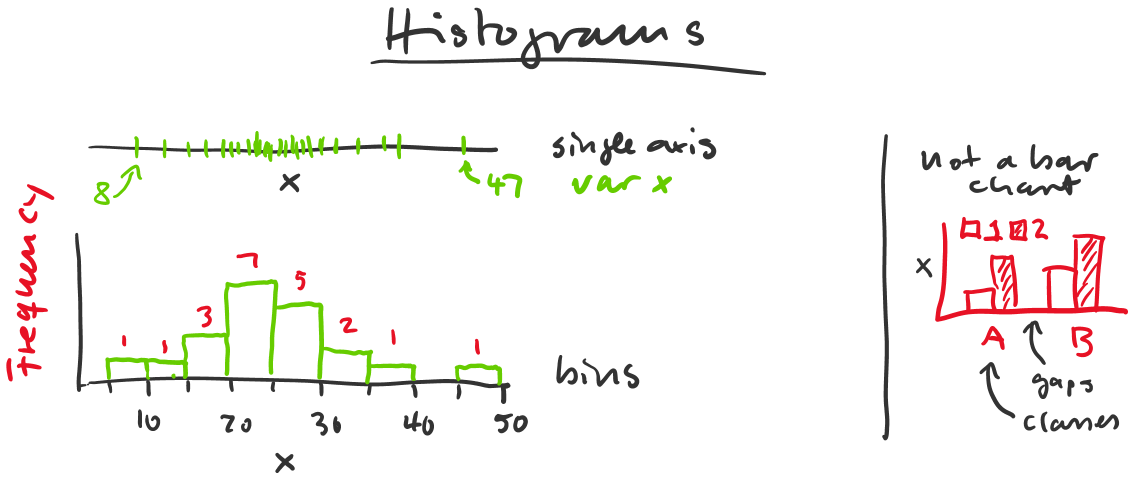 Histograms
single axis
x
var x
8
47
not a bar
chart
1 2
x
A B
gaps
classes
Frequency
1 1 3 7 5 2 1 1
bins
10 20 30 40 50
x